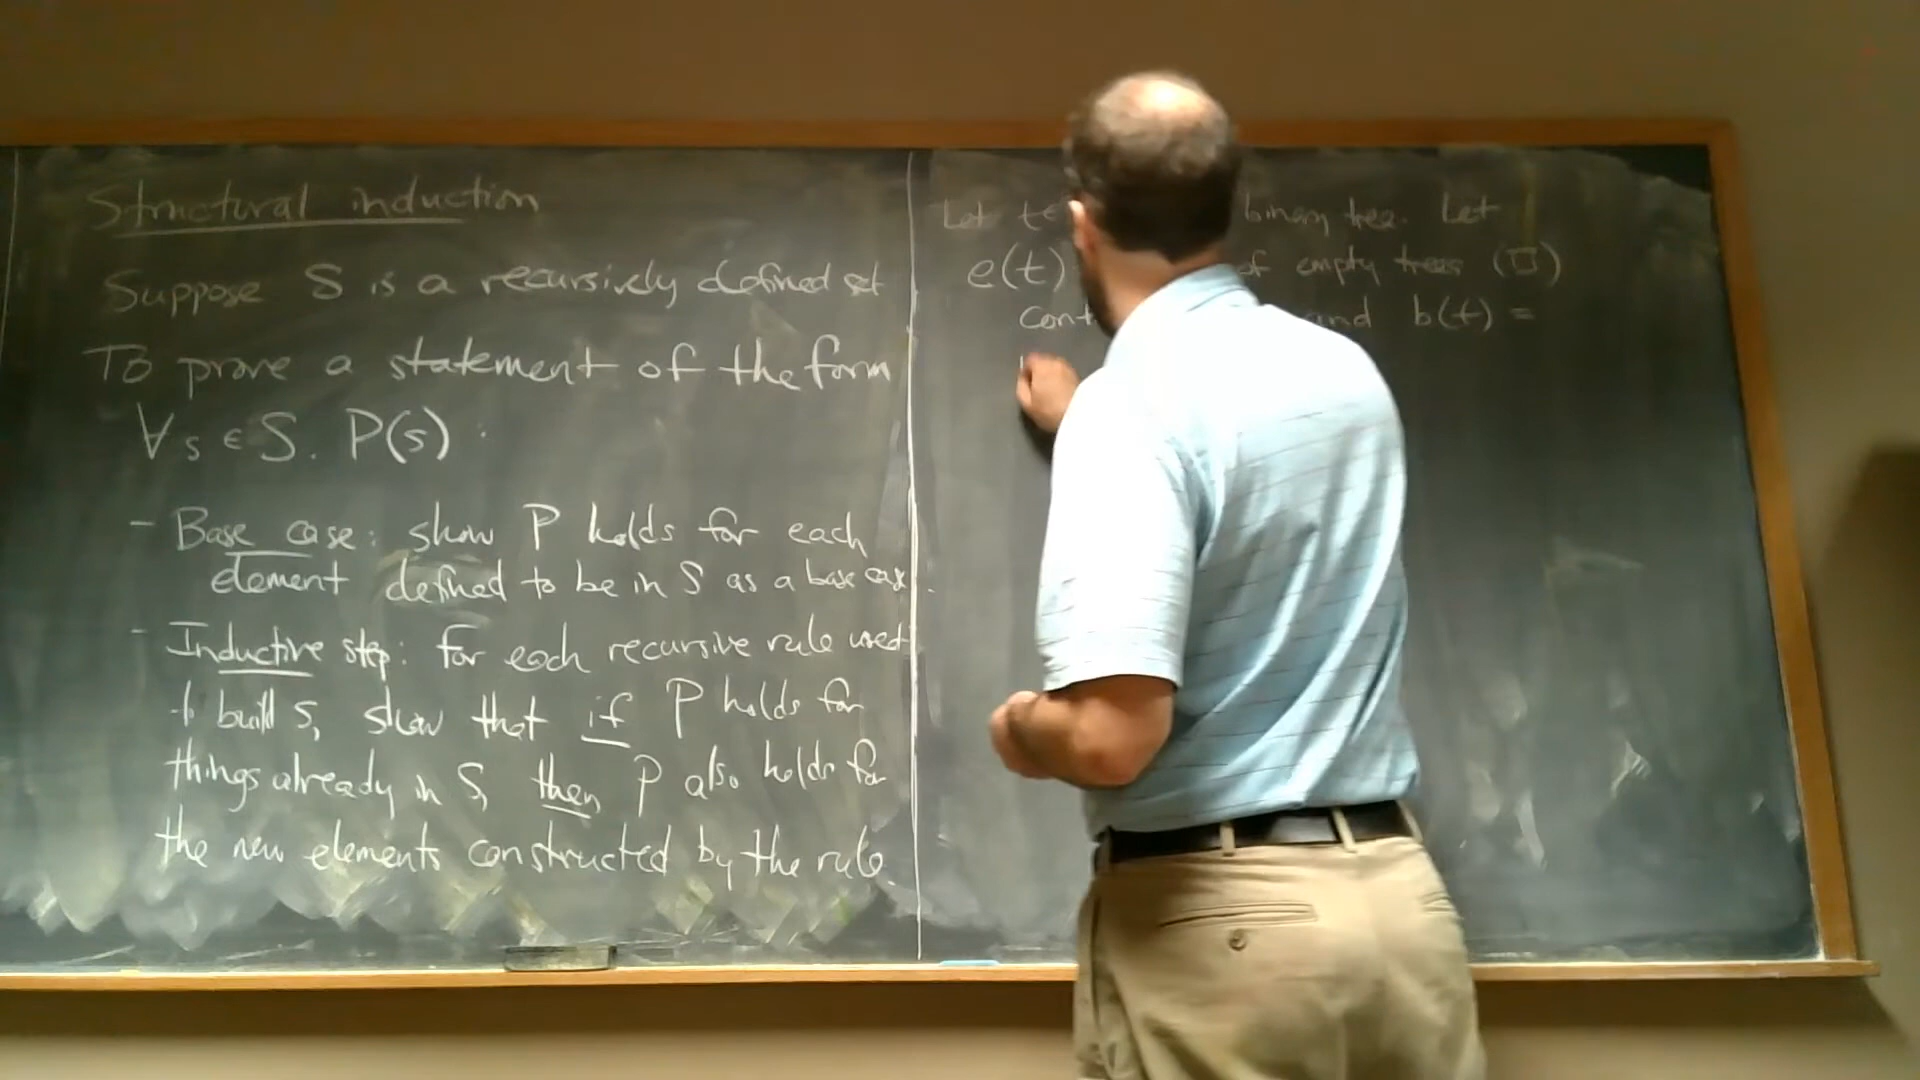 Structural induction
Suppose S is a recursively defined set
To prove a statement of the form
∀ s ∈ S. P(s).
- Base case: show P holds for each
element defined to be in S as a base case.
- Inductive step: for each recursive rule used
to build S, show that if P holds for
things already in S, then P also holds for
the new elements constructed by the rule.
Let t binary tree. Let
e(t) of empty trees (□)
cont and b(t) =